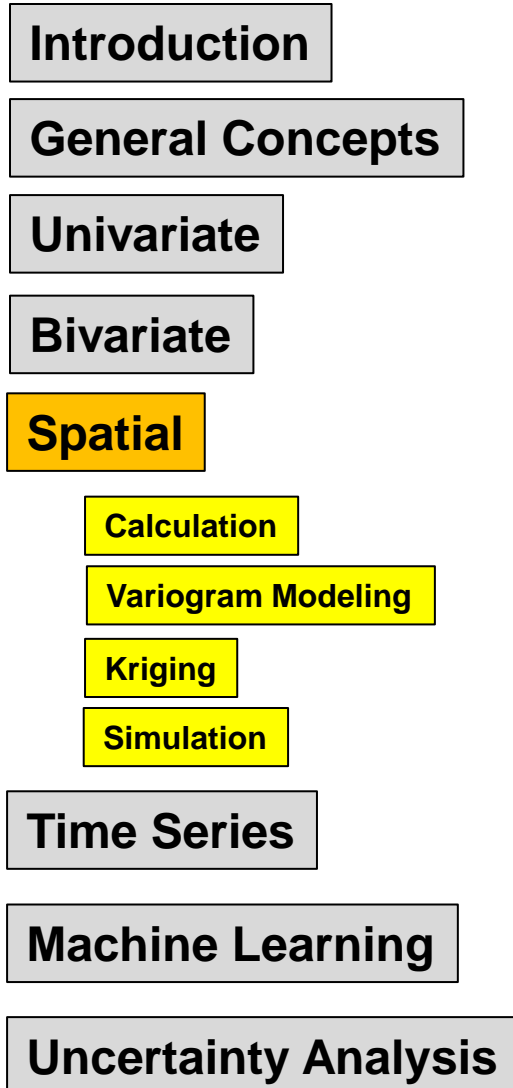 Introduction
General Concepts
Univariate
Bivariate
Spatial
Calculation
Variogram Modeling
Kriging
Simulation
Time Series
Machine Learning
Uncertainty Analysis